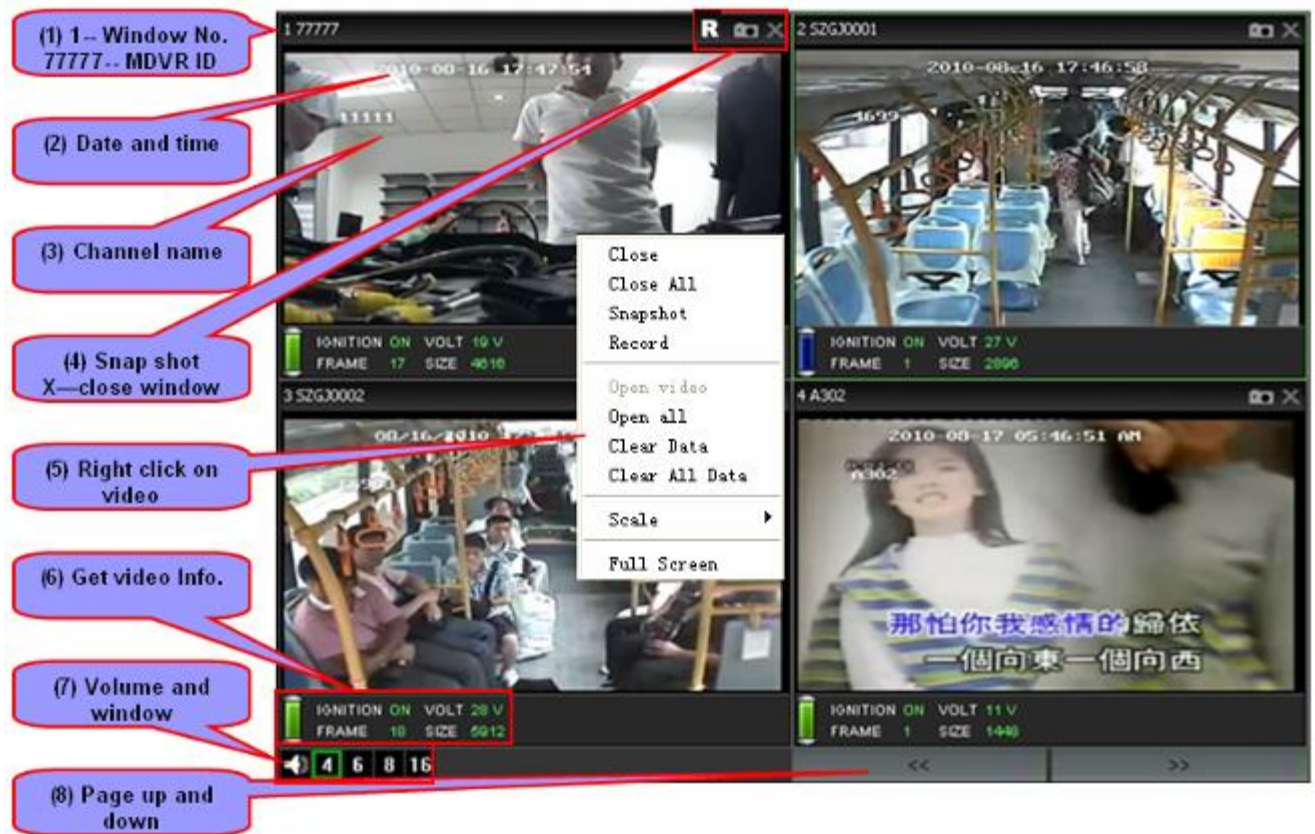 (1) 1-- Window No.
77777-- MDVR ID
(2) Date and time
(3) Channel name
(4) Snap shot
X—close window
(5) Right click on
video
(6) Get video Info.
(7) Volume and
window
(8) Page up and
down
1 77777
R
2010-08-16 17:47:54
11111
IGNITION ON VOLT 19 V
FRAME 17 SIZE 4616
2 SZGJ0001
2010-08-16 17:46:58
4699
IGNITION ON VOLT 27 V
FRAME 1 SIZE 2896
Close
Close All
Snapshot
Record
Open video
Open all
Clear Data
Clear All Data
Scale
Full Screen
3 SZGJ0002
08/16/2010
IGNITION ON VOLT 28 V
FRAME 18 SIZE 5912
4 6 8 16
4 A302
2010-08-17 05:46:51 AM
A302
那怕你我感情的歸依
一個向東一個向西
IGNITION ON VOLT 11 V
FRAME 1 SIZE 1448
<< >>